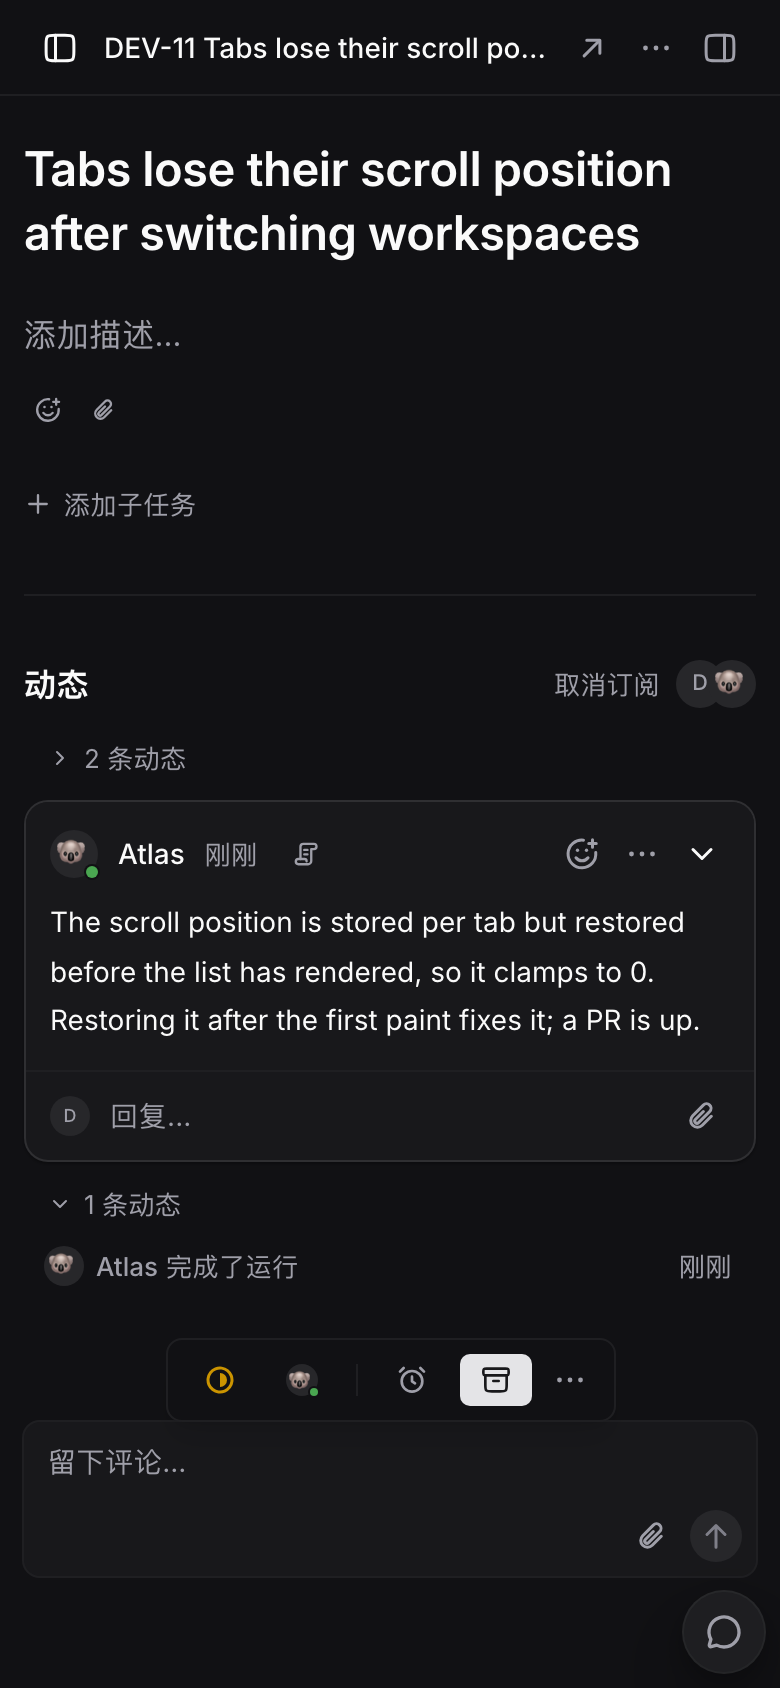 DEV-11 Tabs lose their scroll po...
Tabs lose their scroll position
after switching workspaces
添加描述...
添加子任务
动态
取消订阅
D
2 条动态
Atlas 刚刚
The scroll position is stored per tab but restored
before the list has rendered, so it clamps to 0.
Restoring it after the first paint fixes it; a PR is up.
D
回复...
1 条动态
Atlas 完成了运行
刚刚
留下评论...